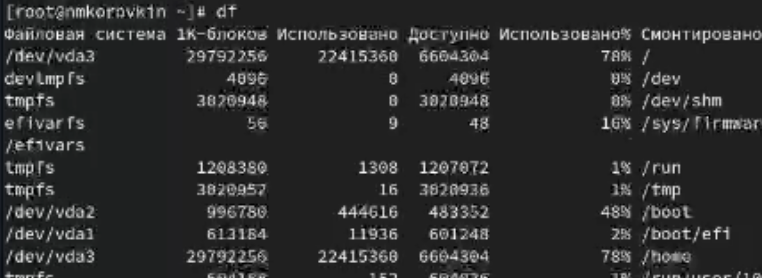 [root@nmkorovkin ~]# df
Файловая система 1K-блоков Использовано Доступно Использовано% Смонтировано
/dev/vda3 29792256 22415360 6604304 78% /
devtmpfs 4096 0 4096 0% /dev
tmpfs 3020948 0 3020948 0% /dev/shm
efivarfs 56 9 48 16% /sys/firmwar
/efivars
tmpfs 1208380 1308 1207072 1% /run
tmpfs 16 1% /tmp
/dev/vda2 996780 444616 483352 48% /boot
/dev/vda1 613184 11936 601248 2% /boot/efi
/dev/vda3 29792256 22415360 6604304 78% /home
tmpfs 152 1%